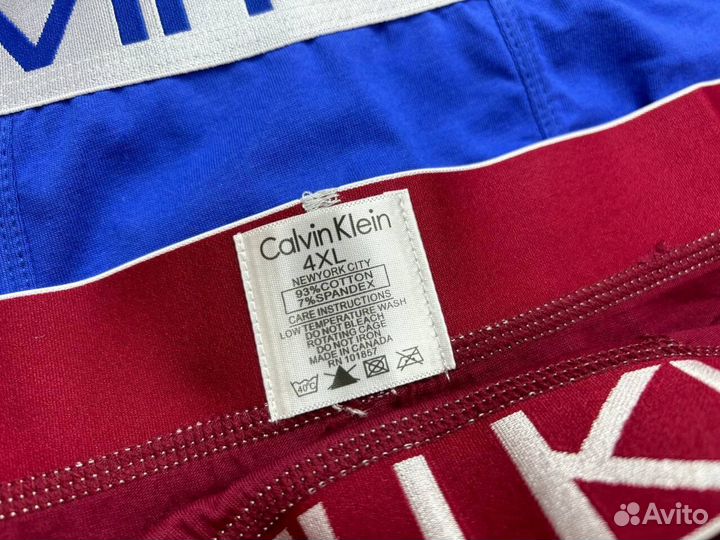 Calvin Klein
4XL
NEWYORK CITY
93%COTTON
7%SPANDEX
CARE INSTRUCTIONS
LOW TEMPERATURE WASH
DO NOT BLEACH
ROTATING CAGE
DO NOT IRON
MADE IN CANADA
RN 101857
40°C
Avito